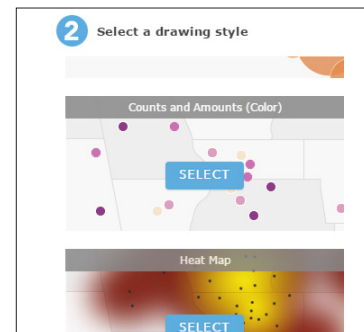 2 Select a drawing style
Counts and Amounts (Color)
SELECT
Heat Map
SELECT